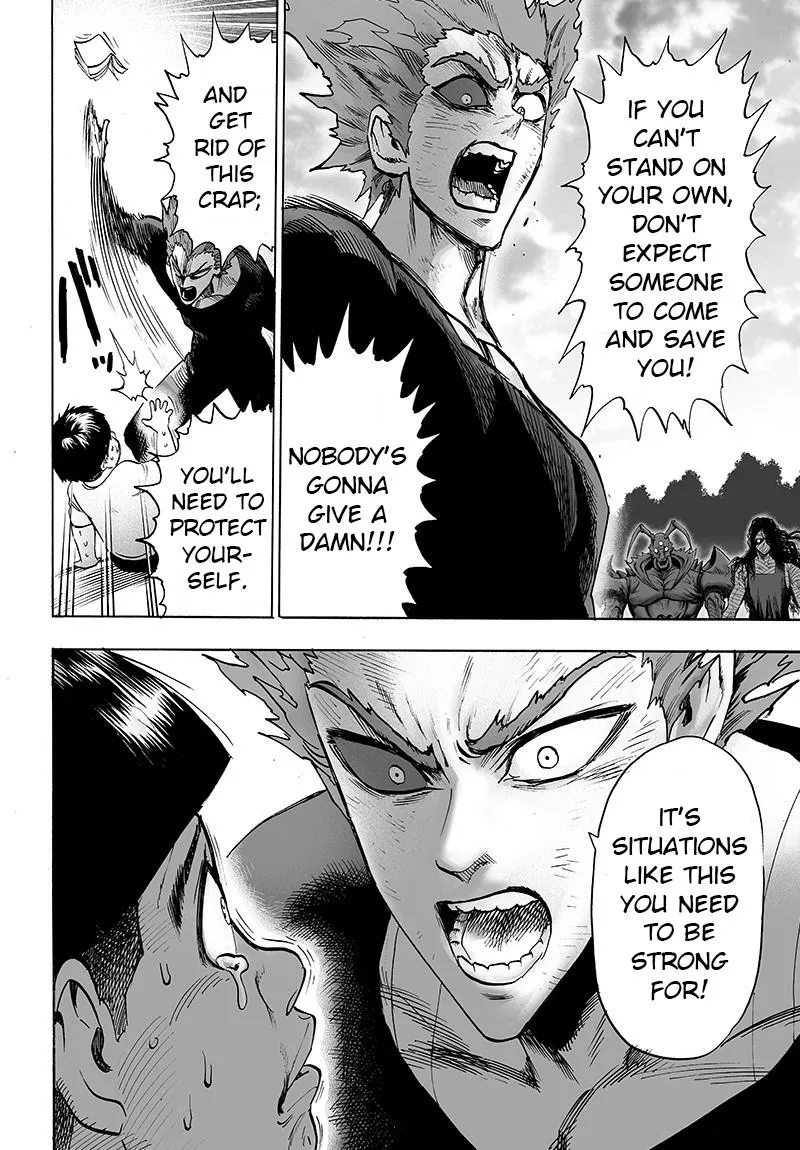 IF YOU
CAN'T
STAND ON
YOUR OWN,
DON'T
EXPECT
SOMEONE
TO COME
AND SAVE
YOU!
NOBODY'S
GONNA
GIVE A
DAMN!!!
AND
GET
RID OF
THIS
CRAP;
YOU'LL
NEED TO
PROTECT
YOUR-
SELF.
IT'S
SITUATIONS
LIKE THIS
YOU NEED
TO BE
STRONG
FOR!